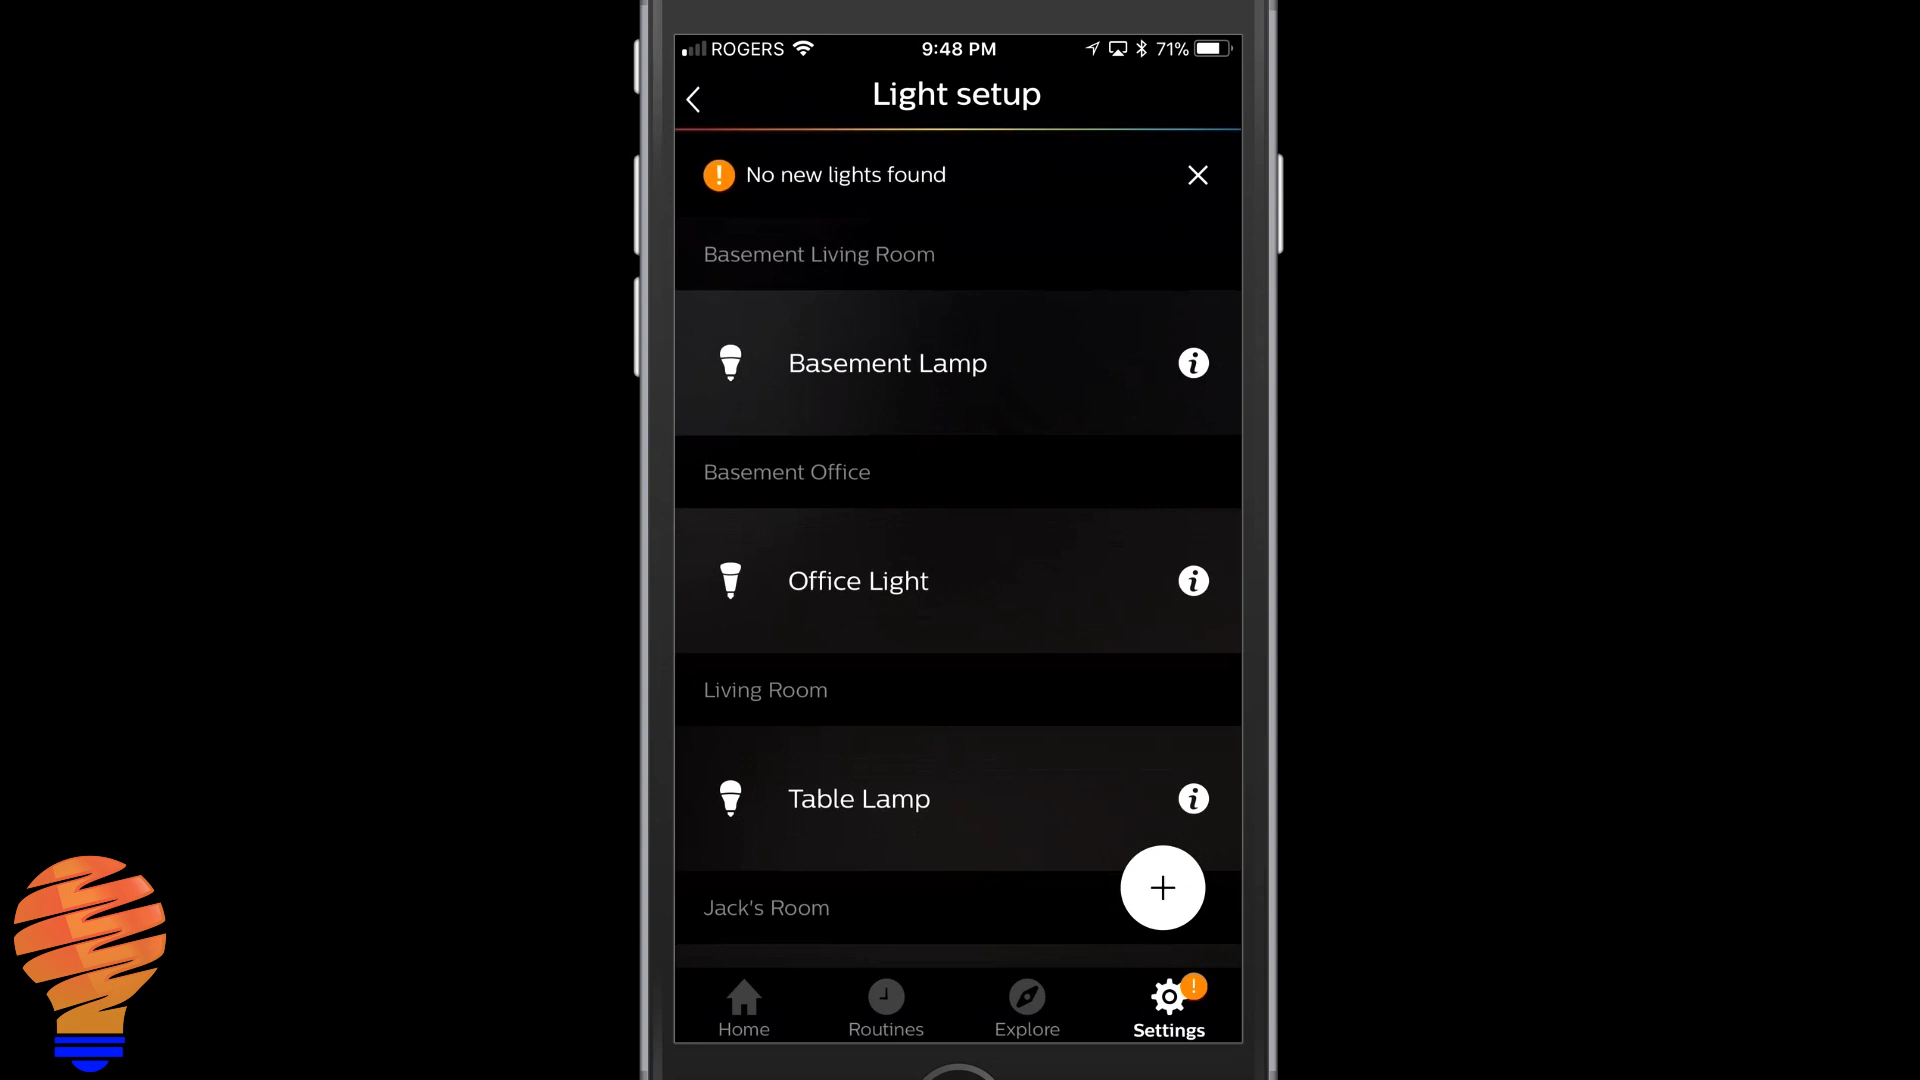 ROGERS 9:48 PM 71%
Light setup
No new lights found
Basement Living Room
Basement Lamp
Basement Office
Office Light
Living Room
Table Lamp
Jack's Room
Home Routines Explore Settings